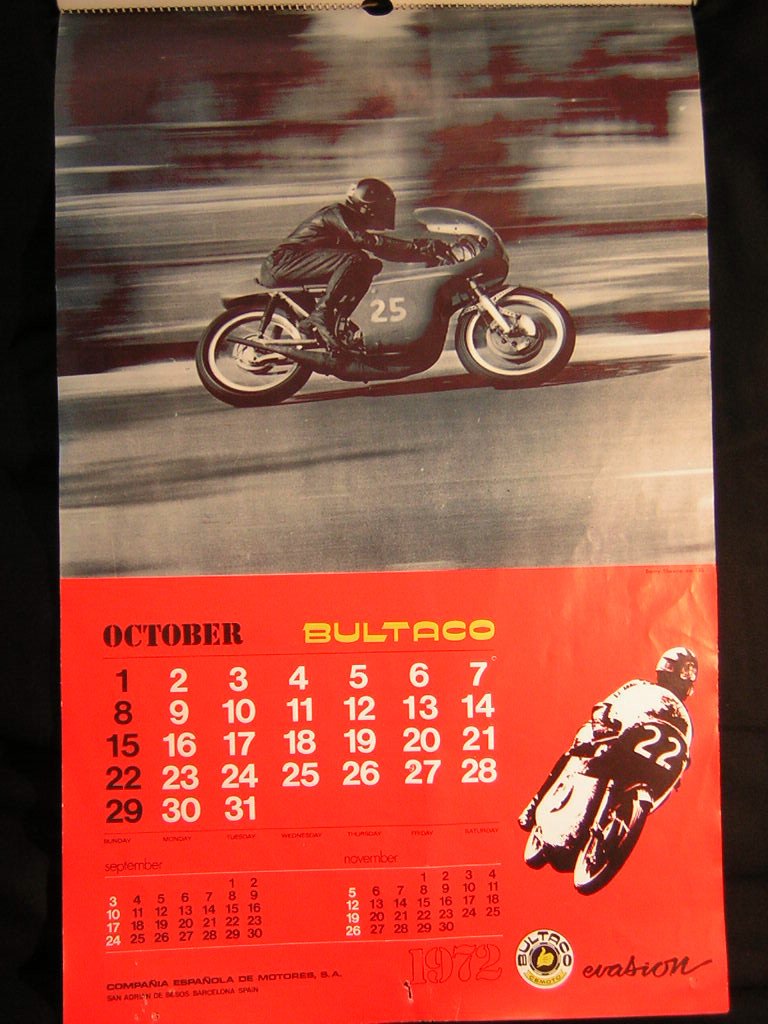 25
OCTOBER BULTACO
1 2 3 4 5 6 7
8 9 10 11 12 13 14
15 16 17 18 19 20 21
22 23 24 25 26 27 28
29 30 31
SUNDAY MONDAY TUESDAY WEDNESDAY THURSDAY FRIDAY SATURDAY
22
september
1 2
3 4 5 6 7 8 9
10 11 12 13 14 15 16
17 18 19 20 21 22 23
24 25 26 27 28 29 30
november
1 2 3 4
5 6 7 8 9 10 11
12 13 14 15 16 17 18
19 20 21 22 23 24 25
26 27 28 29 30
1972
COMPAÑIA ESPAÑOLA DE MOTORES, S.A.
SAN ADRIAN DE BESOS BARCELONA SPAIN
BULTACO
CEMOTO
evasion